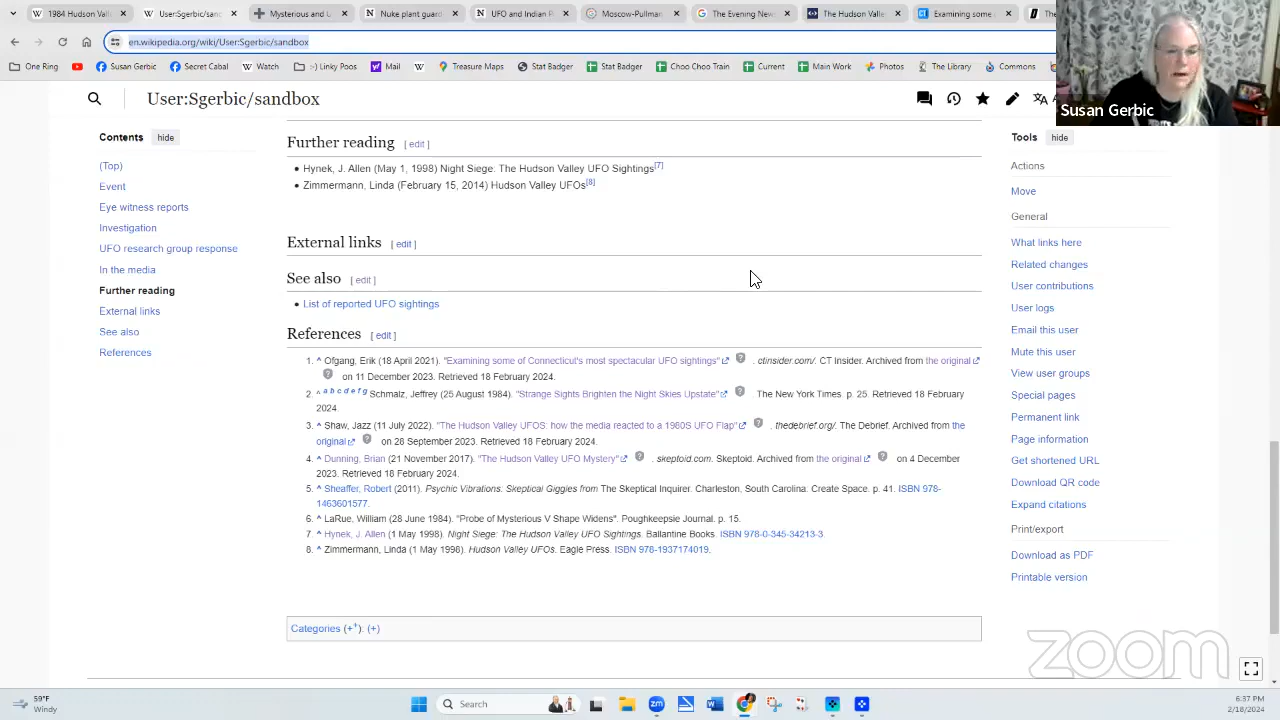 1984 Hudson Valle
Mysterious and U
Nuke plant guard
UFO and Indian P
Moscow-Pullman
The Evening News
The Hudson Valle
Examining some
The
en.wikipedia.org/wiki/User:Sgerbic/sandbox
One Ring
Susan Gerbic
Secret Cabal
Watch
:-) Linky Poo
Mail
Treasure Maps
Stat Badger
Stat Badger
Choo Choo Train
Current
Main Work
Photos
The Library
Commons
Susan Gerbic
User:Sgerbic/sandbox
Contents hide
(Top)
Event
Eye witness reports
Investigation
UFO research group response
In the media
Further reading
External links
See also
References
Further reading [ edit ]
• Hynek, J. Allen (May 1, 1998) Night Siege: The Hudson Valley UFO Sightings[7]
• Zimmermann, Linda (February 15, 2014) Hudson Valley UFOs[8]
External links [ edit ]
See also [ edit ]
• List of reported UFO sightings
References [ edit ]
1. ^ Ofgang, Erik (18 April 2021). "Examining some of Connecticut's most spectacular UFO sightings" . ctinsider.com/. CT Insider. Archived from the original
on 11 December 2023. Retrieved 18 February 2024.
2. ^ a b c d e f g Schmalz, Jeffrey (25 August 1984). "Strange Sights Brighten the Night Skies Upstate" The New York Times. p. 25. Retrieved 18 February
2024.
3. ^ Shaw, Jazz (11 July 2022). "The Hudson Valley UFOS: how the media reacted to a 1980S UFO Flap" . thedebrief.org/. The Debrief. Archived from the
original on 28 September 2023. Retrieved 18 February 2024.
4. ^ Dunning, Brian (21 November 2017). "The Hudson Valley UFO Mystery" . skeptoid.com. Skeptoid. Archived from the original on 4 December
2023. Retrieved 18 February 2024.
5. ^ Sheaffer, Robert (2011). Psychic Vibrations. Skeptical Giggles from The Skeptical Inquirer. Charleston, South Carolina. Create Space. p. 41. ISBN 978-
1463601577.
6. ^ LaRue, William (28 June 1984). "Probe of Mysterious V Shape Widens". Poughkeepsie Journal. p. 15.
7. ^ Hynek, J. Allen (1 May 1998). Night Siege: The Hudson Valley UFO Sightings. Ballantine Books. ISBN 978-0-345-34213-3.
8. ^ Zimmermann, Linda (1 May 1998). Hudson Valley UFOs. Eagle Press. ISBN 978-1937174019.
Categories (++): (+)
Tools hide
Actions
Move
General
What links here
Related changes
User contributions
User logs
Email this user
Mute this user
View user groups
Special pages
Permanent link
Page information
Get shortened URL
Download QR code
Expand citations
Print/export
Download as PDF
Printable version
zoom
59°F
Windy
Search
6:37 PM
2/18/2024